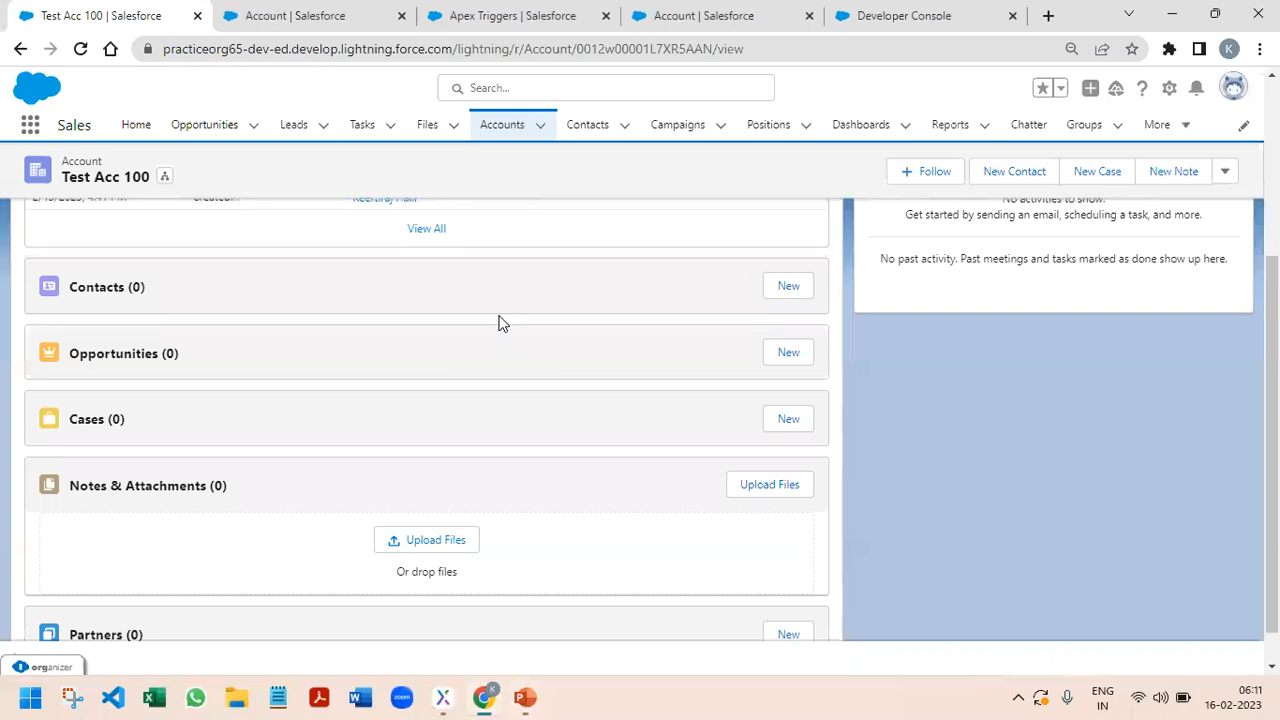 Test Acc 100 | Salesforce
Account | Salesforce
Apex Triggers | Salesforce
Account | Salesforce
Developer Console
practiceorg65-dev-ed.develop.lightning.force.com/lightning/r/Account/0012w00001L7XR5AAN/view
K
Search...
Sales
Home
Opportunities
Leads
Tasks
Files
Accounts
Contacts
Campaigns
Positions
Dashboards
Reports
Chatter
Groups
More
Account
Test Acc 100
Follow
New Contact
New Case
New Note
Created.
View All
No activities to show.
Get started by sending an email, scheduling a task, and more.
No past activity. Past meetings and tasks marked as done show up here.
Contacts (0)
New
Opportunities (0)
New
Cases (0)
New
Notes & Attachments (0)
Upload Files
Upload Files
Or drop files
Partners (0)
New
organizer
ENG
IN
06:11
16-02-2023